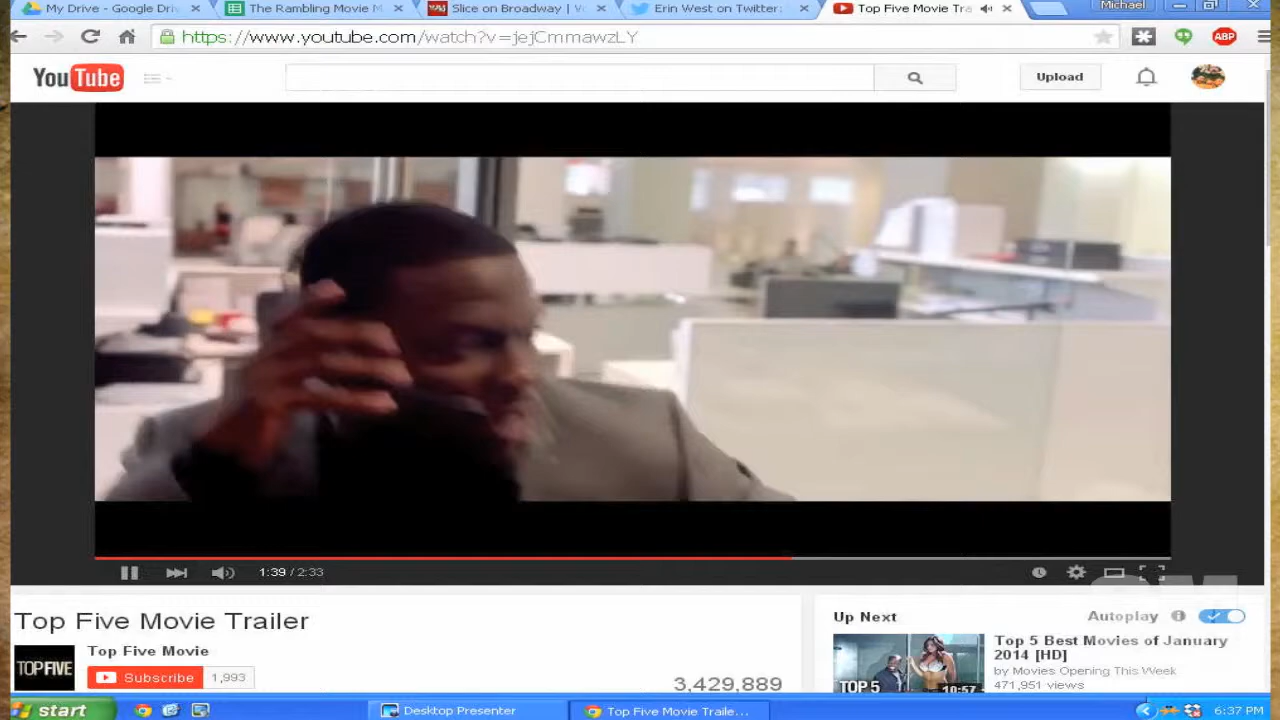 My Drive - Google Driv
The Rambling Movie M
Slice on Broadway | Vi
Erin West on Twitter:
Top Five Movie Tra
Michael
https://www.youtube.com/watch?v=jejCmmawzLY
ABP
YouTube
Upload
1:39 / 2:33
Top Five Movie Trailer
TOPFIVE
Top Five Movie
Subscribe 1,993
3,429,889
Up Next
Autoplay
TOP 5
10:57
Top 5 Best Movies of January
2014 [HD]
by Movies Opening This Week
471,951 views
start
Desktop Presenter
Top Five Movie Traile...
6:37 PM